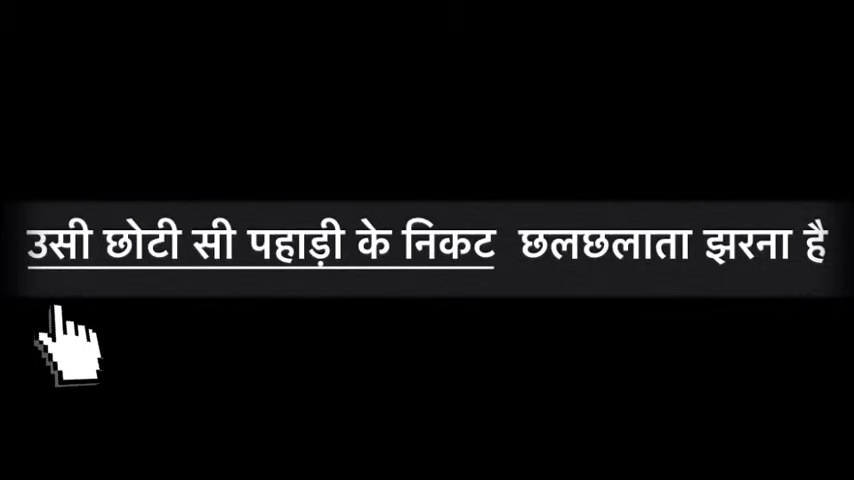 उसी छोटी सी पहाड़ी के निकट छलछलाता झरना है